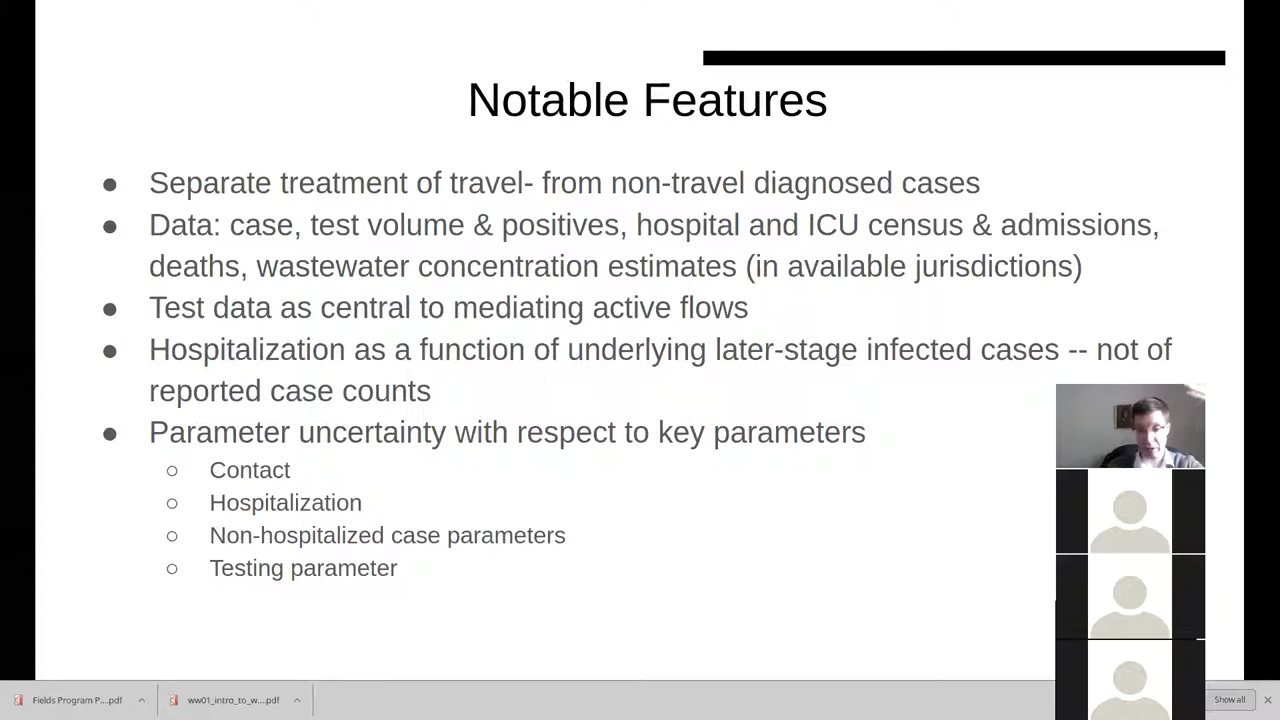 Notable Features
● Separate treatment of travel- from non-travel diagnosed cases
● Data: case, test volume & positives, hospital and ICU census & admissions,
deaths, wastewater concentration estimates (in available jurisdictions)
● Test data as central to mediating active flows
● Hospitalization as a function of underlying later-stage infected cases -- not of
reported case counts
● Parameter uncertainty with respect to key parameters
○ Contact
○ Hospitalization
○ Non-hospitalized case parameters
○ Testing parameter
Fields Program P....pdf
ww01_intro_to_w....pdf
Show all